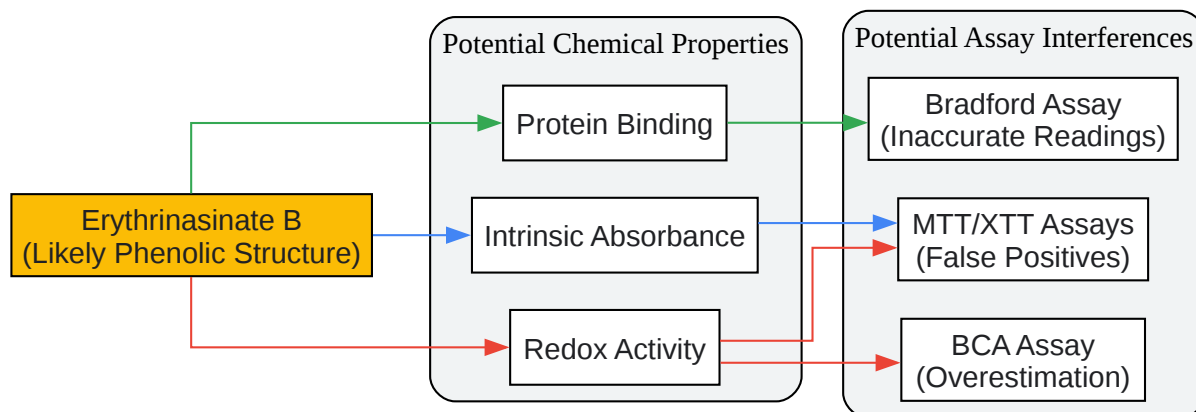 Potential Chemical Properties
Potential Assay Interferences
Protein Binding
Bradford Assay
(Inaccurate Readings)
Erythrinasinate B
(Likely Phenolic Structure)
Intrinsic Absorbance
MTT/XTT Assays
(False Positives)
Redox Activity
BCA Assay
(Overestimation)